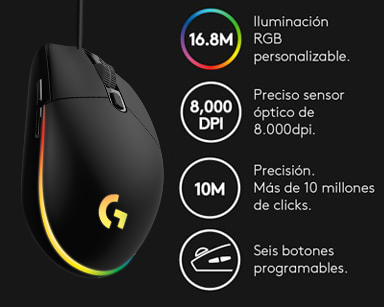 16.8M
Iluminación
RGB
personalizable.
8,000
DPI
Preciso sensor
óptico de
8.000dpi.
10M
Precisión.
Más de 10 millones
de clicks.
Seis botones
programables.